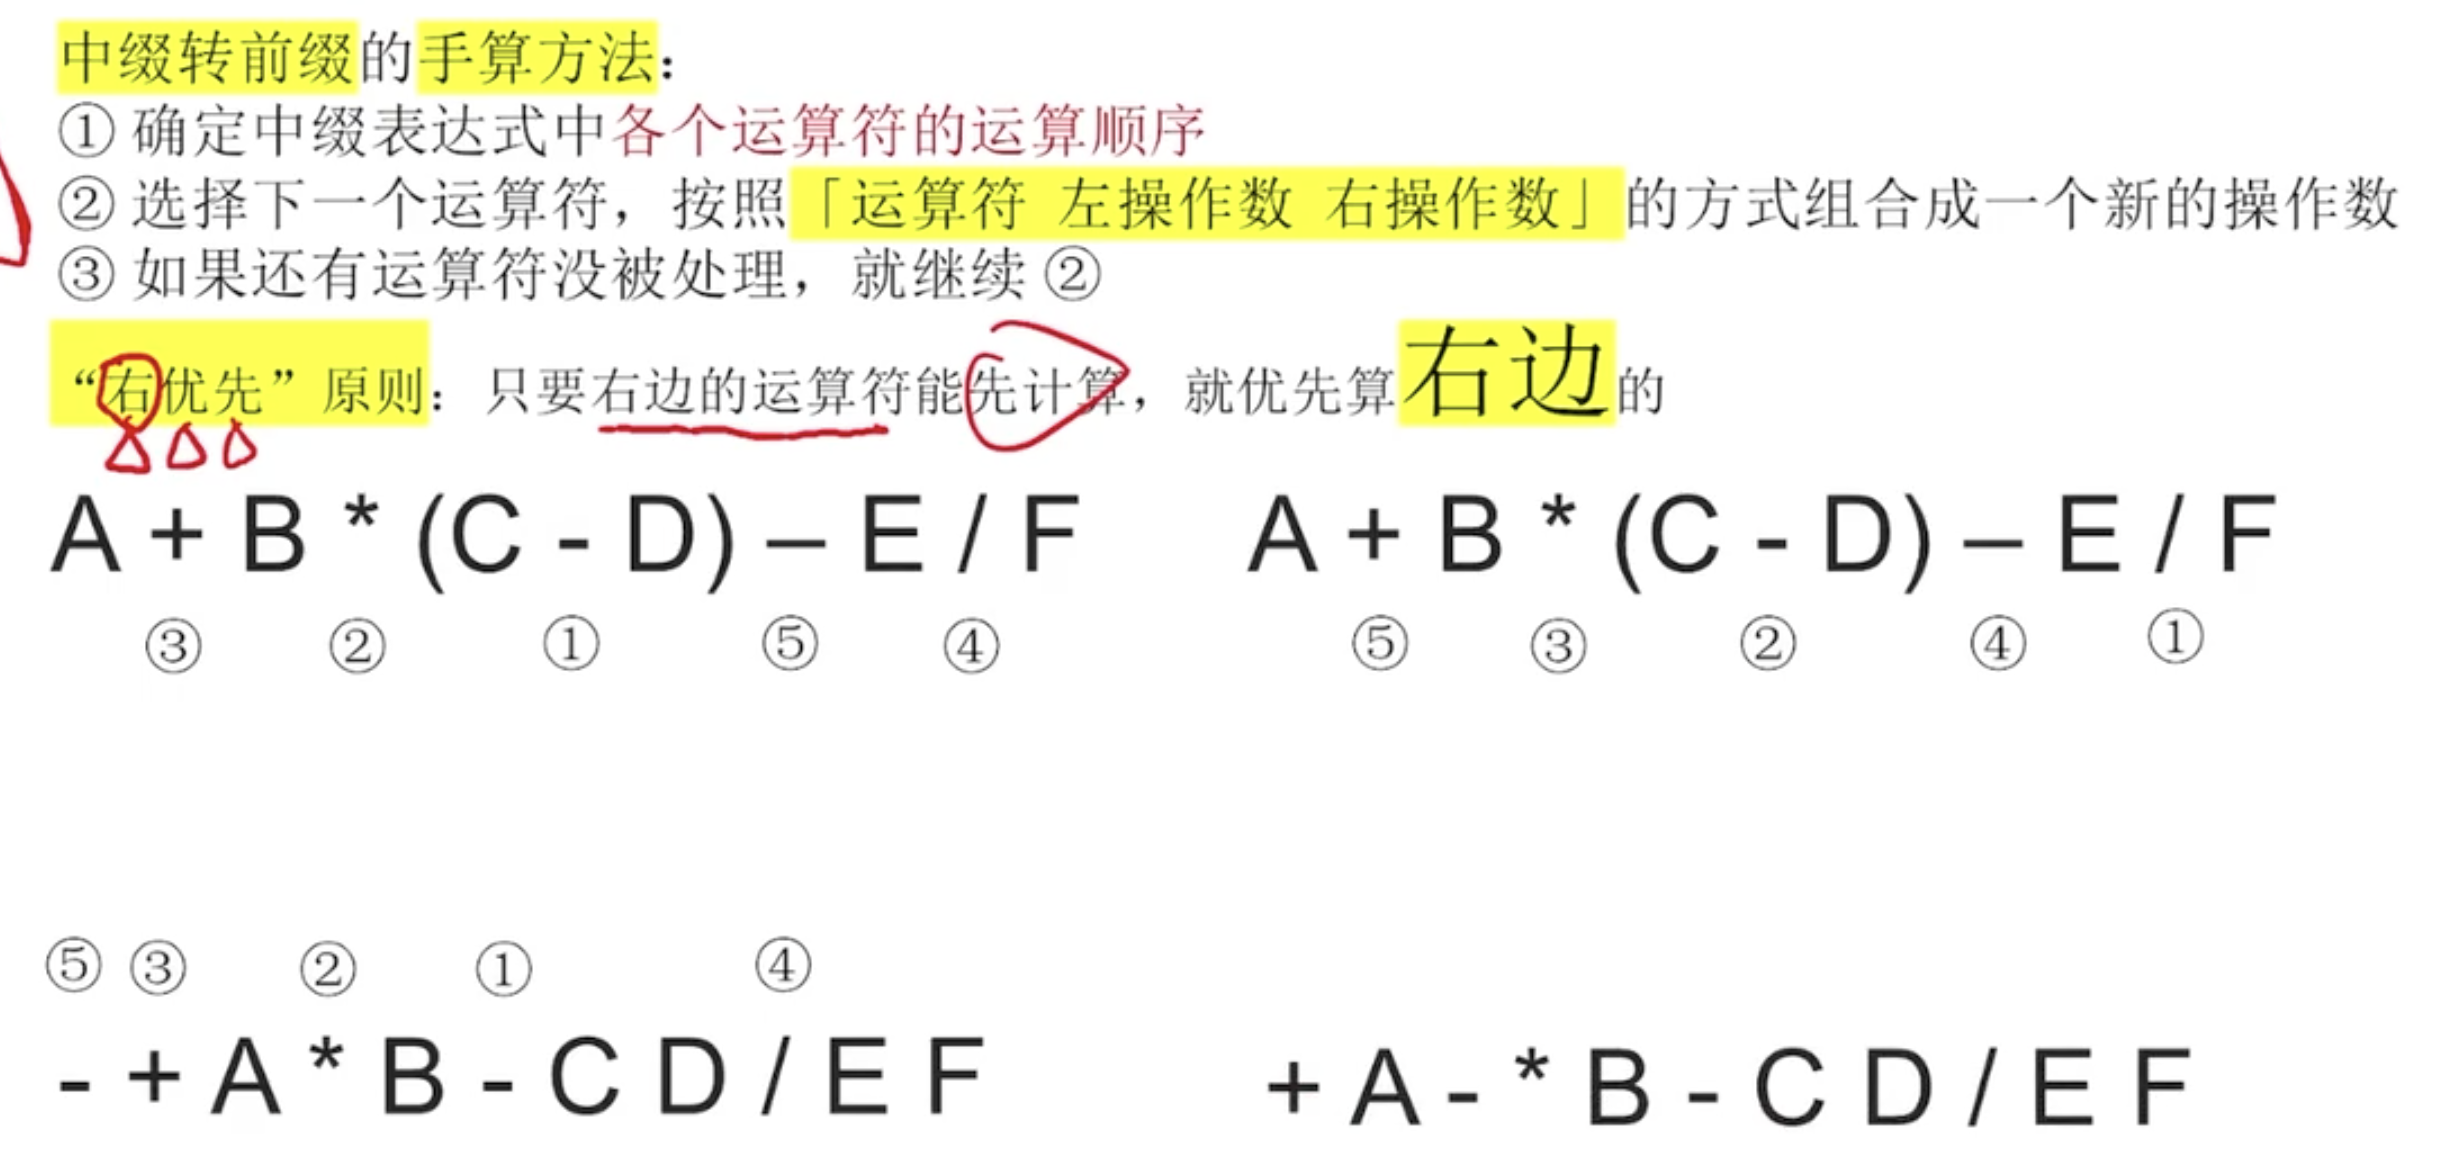 中缀转前缀的手算方法：
① 确定中缀表达式中各个运算符的运算顺序
② 选择下一个运算符，按照「运算符 左操作数 右操作数」的方式组合成一个新的操作数
③ 如果还有运算符没被处理，就继续 ②
“右优先”原则：只要右边的运算符能先计算，就优先算右边的
A + B * (C - D) – E / F
③ ② ① ⑤ ④
A + B * (C - D) – E / F
⑤ ③ ② ④ ①
⑤ ③ ② ① ④
- + A * B - C D / E F
+ A - * B - C D / E F